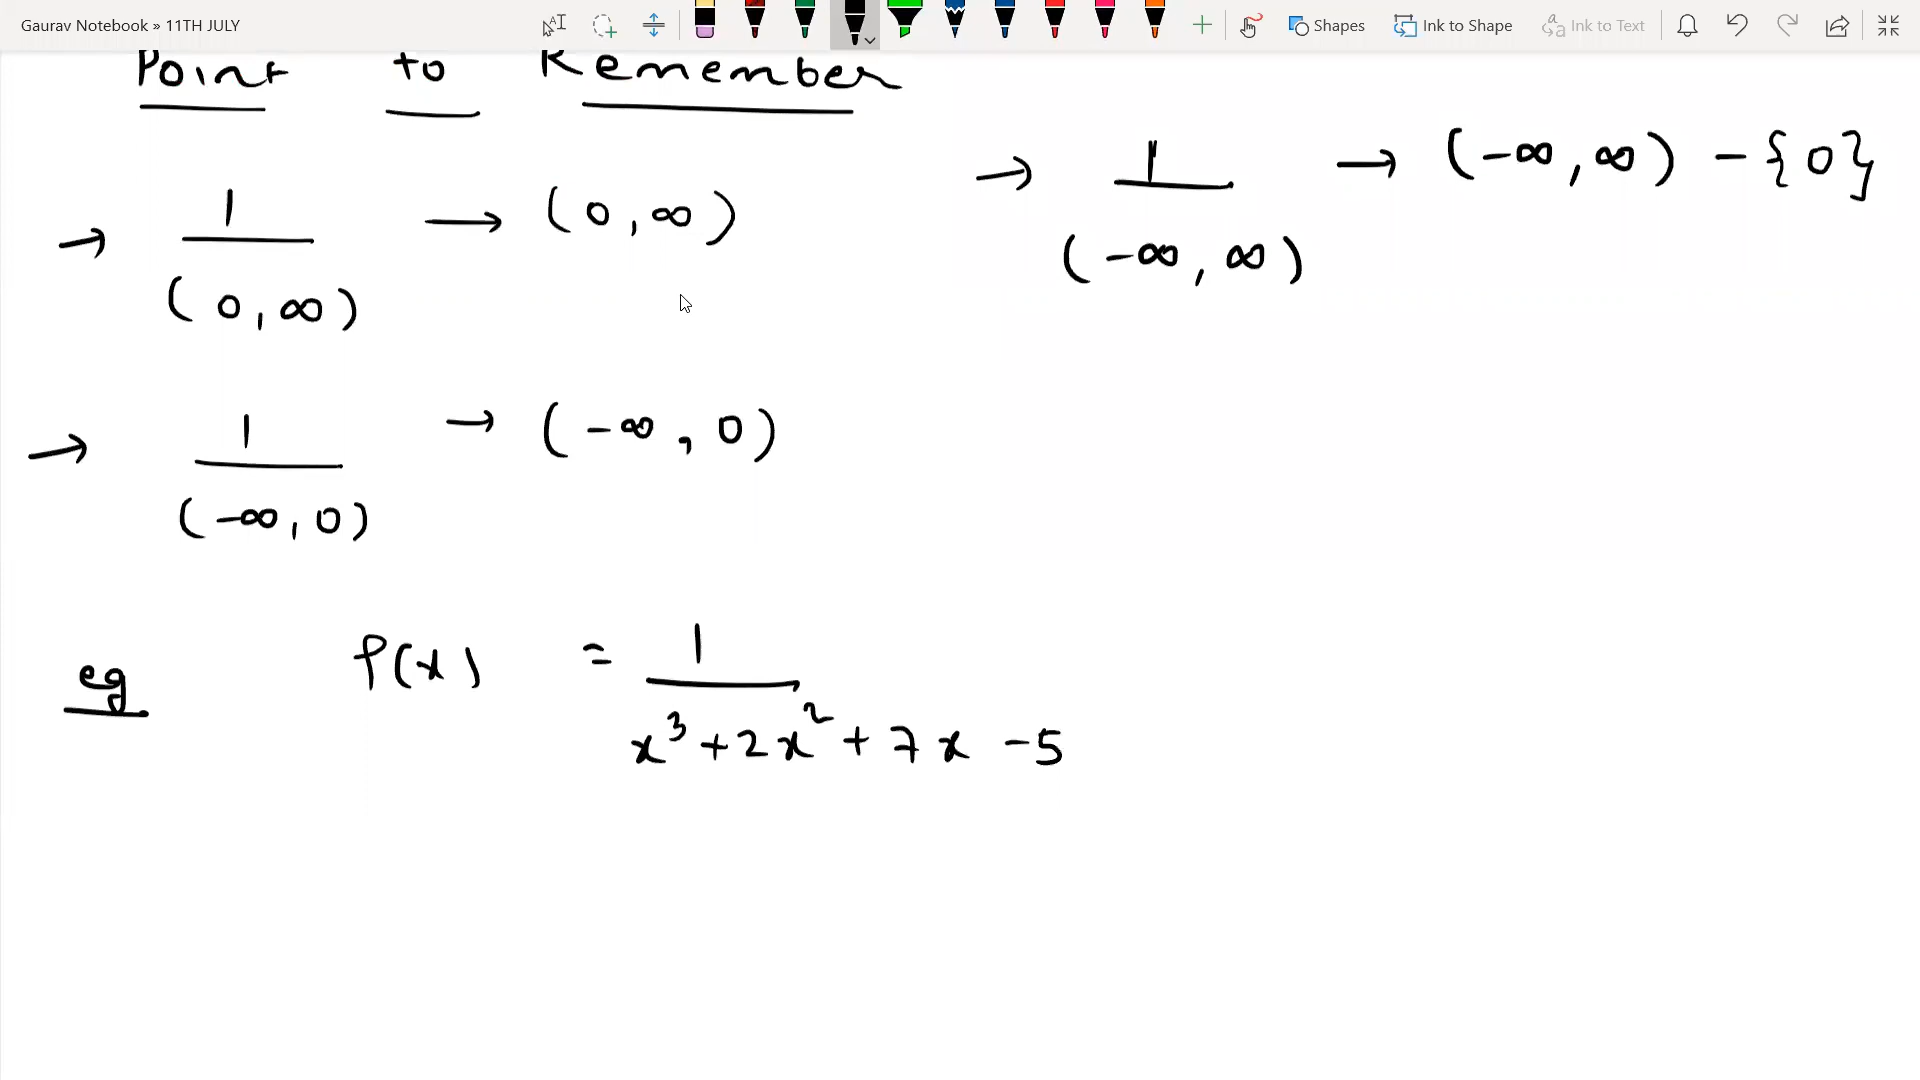 Gaurav Notebook » 11TH JULY
Shapes
Ink to Shape
Ink to Text
Point to Remember
→ 1 / (0, ∞) → (0, ∞)
→ 1 / (-∞, ∞) → (-∞, ∞) - {0}
→ 1 / (-∞, 0) → (-∞, 0)
eg f(x) = 1 / x³ + 2x² + 7x - 5